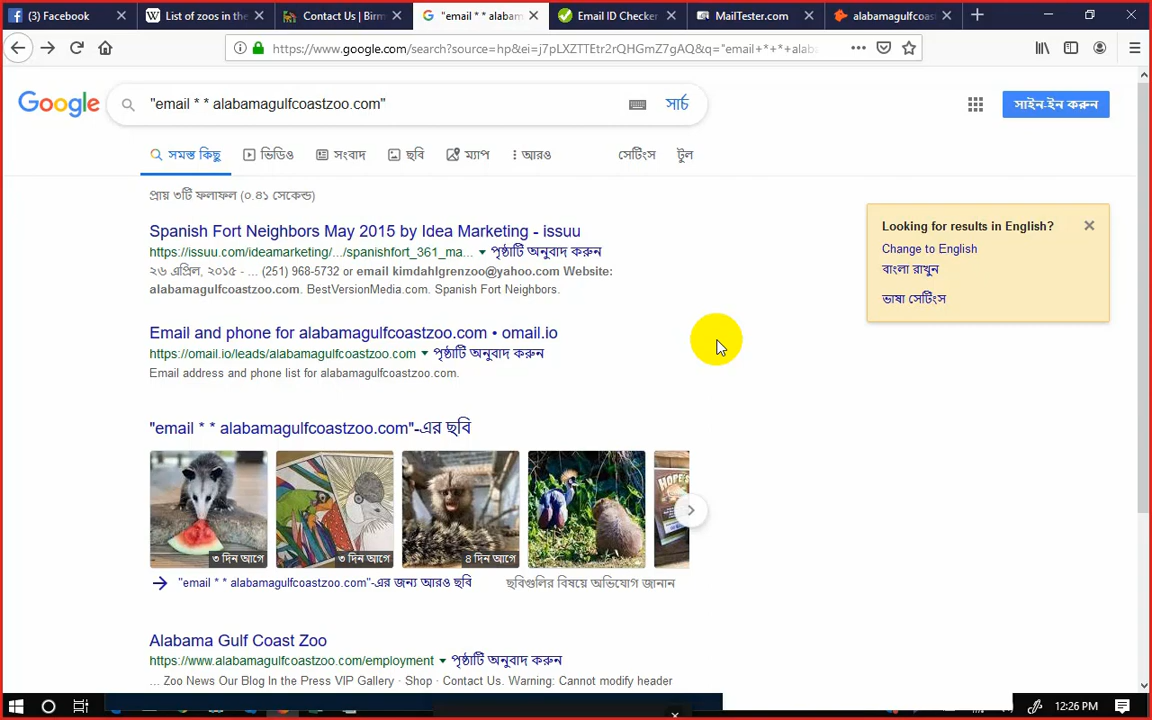 (3) Facebook
List of zoos in the
Contact Us | Birm
"email * * alabam
Email ID Checker
MailTester.com
alabamagulfcoast
https://www.google.com/search?source=hp&ei=j7pLXZTTEtr2rQHGmZ7gAQ&q="email+*+*+alab
Google
"email * * alabamagulfcoastzoo.com"
সার্চ
সাইন-ইন করুন
সমস্ত কিছু ভিডিও সংবাদ ছবি ম্যাপ আরও সেটিংস টুল
প্রায় ৩টি ফলাফল (০.৪১ সেকেন্ড)
Spanish Fort Neighbors May 2015 by Idea Marketing - issuu
https://issuu.com/ideamarketing/.../spanishfort_361_ma... পৃষ্ঠাটি অনুবাদ করুন
২৬ এপ্রিল, ২০১৫ - ... (251) 968-5732 or email kimdahlgrenzoo@yahoo.com Website:
alabamagulfcoastzoo.com. BestVersionMedia.com. Spanish Fort Neighbors.
Looking for results in English?
Change to English
বাংলা রাখুন
ভাষা সেটিংস
Email and phone for alabamagulfcoastzoo.com • omail.io
https://omail.io/leads/alabamagulfcoastzoo.com পৃষ্ঠাটি অনুবাদ করুন
Email address and phone list for alabamagulfcoastzoo.com.
"email * * alabamagulfcoastzoo.com"-এর ছবি
HOPE'S
৩ দিন আগে
৩ দিন আগে
৪ দিন আগে
"email * * alabamagulfcoastzoo.com"-এর জন্য আরও ছবি
ছবিগুলির বিষয়ে অভিযোগ জানান
Alabama Gulf Coast Zoo
https://www.alabamagulfcoastzoo.com/employment পৃষ্ঠাটি অনুবাদ করুন
... Zoo News Our Blog In the Press VIP Gallery · Shop · Contact Us. Warning: Cannot modify header
12:26 PM